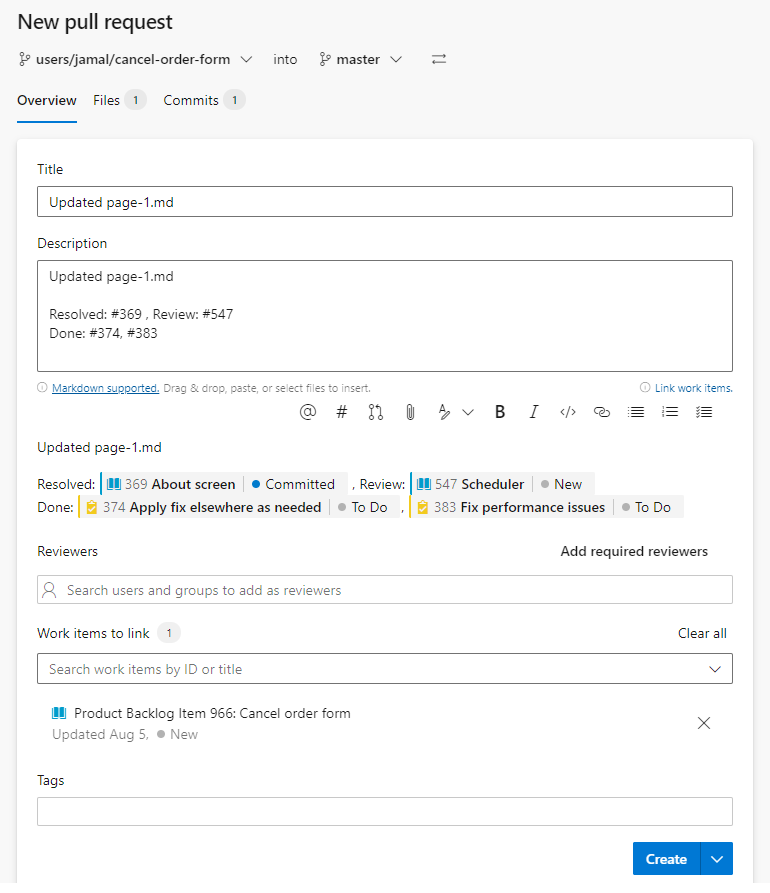 New pull request
users/jamal/cancel-order-form into master
Overview Files 1 Commits 1
Title
Updated page-1.md
Description
Updated page-1.md
Resolved: #369 , Review: #547
Done: #374, #383
Markdown supported. Drag & drop, paste, or select files to insert. Link work items.
@ # B I </>
Updated page-1.md
Resolved: 369 About screen Committed , Review: 547 Scheduler New
Done: 374 Apply fix elsewhere as needed To Do , 383 Fix performance issues To Do
Reviewers Add required reviewers
Search users and groups to add as reviewers
Work items to link 1 Clear all
Search work items by ID or title
Product Backlog Item 966: Cancel order form
Updated Aug 5, New
Tags
Create